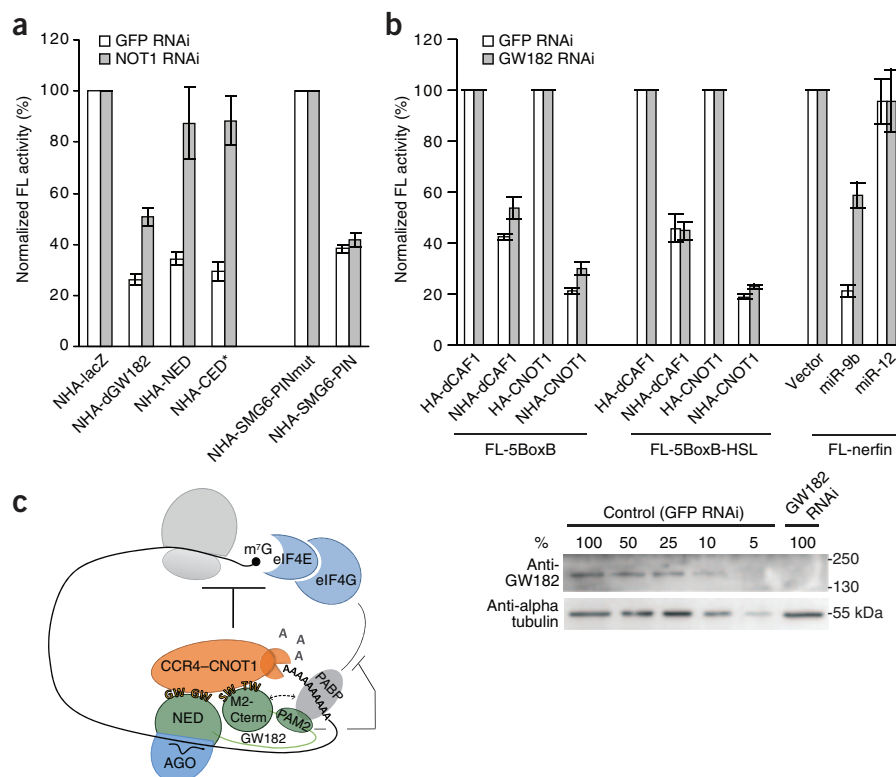 a
GFP RNAi
NOT1 RNAi
Normalized FL activity (%)
120
100
80
60
40
20
0
NHA-lacZ
NHA-dGW182
NHA-NED
NHA-CED*
NHA-SMG6-PINmut
NHA-SMG6-PIN
b
GFP RNAi
GW182 RNAi
Normalized FL activity (%)
120
100
80
60
40
20
0
HA-dCAF1
NHA-dCAF1
HA-CNOT1
NHA-CNOT1
HA-dCAF1
NHA-dCAF1
HA-CNOT1
NHA-CNOT1
Vector
miR-9b
miR-12
FL-5BoxB
FL-5BoxB-HSL
FL-nerfin
Control (GFP RNAi)
GW182 RNAi
% 100 50 25 10 5 100
Anti-GW182
250
130
Anti-alpha tubulin
55 kDa
c
m7G
eIF4E
eIF4G
A
A
A
CCR4–CNOT1
AAAAAAAAAA
PABP
GW GW SW TW
NED
M2-Cterm
PAM2
GW182
AGO